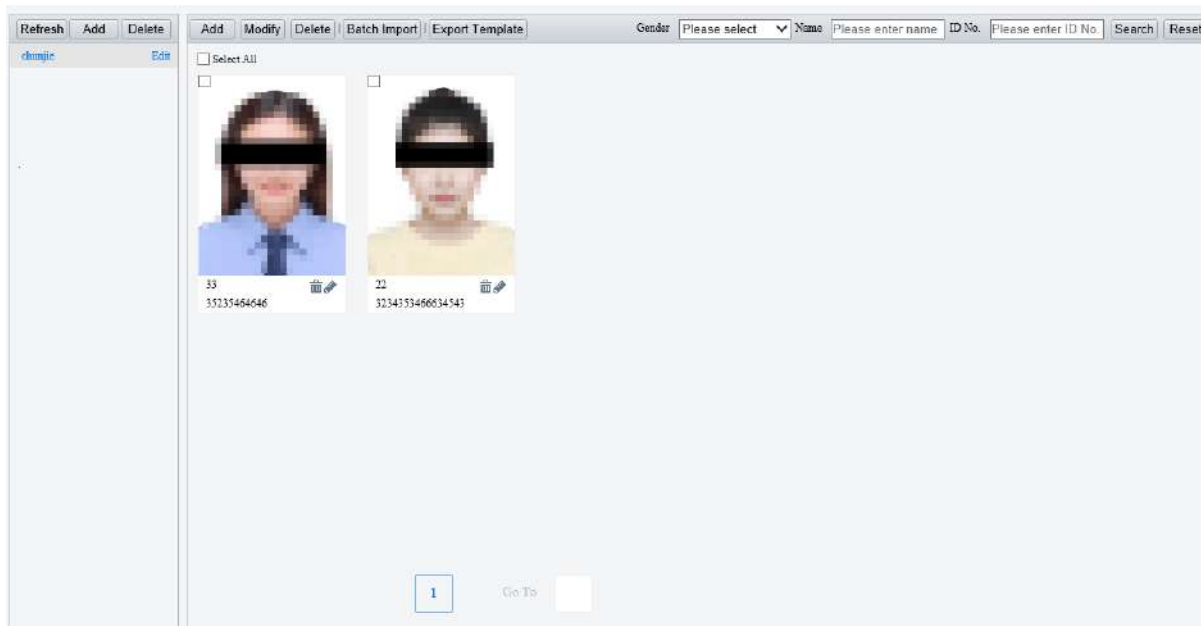 Refresh Add Delete
Add Modify Delete Batch Import Export Template Gender Please select Name Please enter name ID No. Please enter ID No. Search Reset
chunjie Edit
Select All
33
35235464646
22
3234353466634543
1 Go To